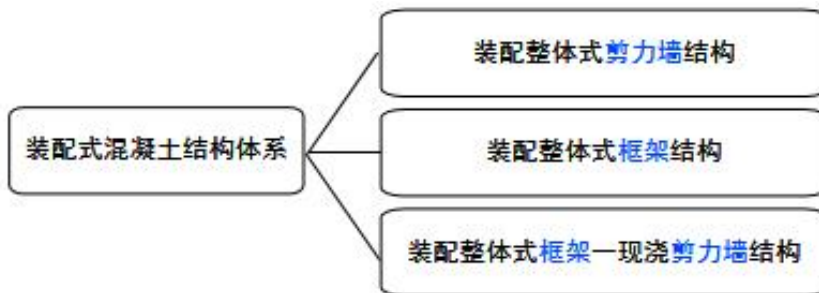 装配整体式剪力墙结构
装配式混凝土结构体系
装配整体式框架结构
装配整体式框架一现浇剪力墙结构